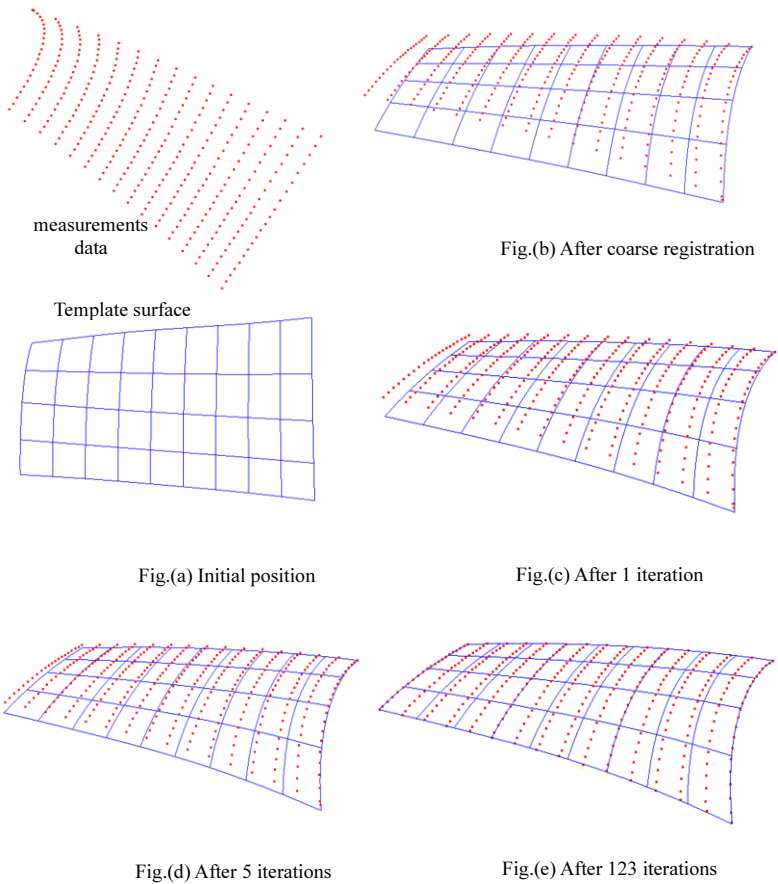 measurements
data
Fig.(b) After coarse registration
Template surface
Fig.(a) Initial position
Fig.(c) After 1 iteration
Fig.(d) After 5 iterations
Fig.(e) After 123 iterations